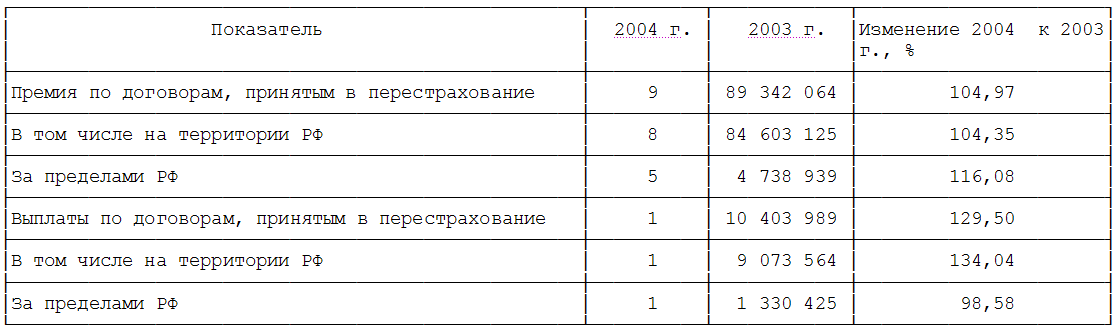 Показатель 2004 г. 2003 г. Изменение 2004 к 2003
г., %
Премия по договорам, принятым в перестрахование 9 89 342 064 104,97
В том числе на территории РФ 8 84 603 125 104,35
За пределами РФ 5 4 738 939 116,08
Выплаты по договорам, принятым в перестрахование 1 10 403 989 129,50
В том числе на территории РФ 1 9 073 564 134,04
За пределами РФ 1 1 330 425 98,58